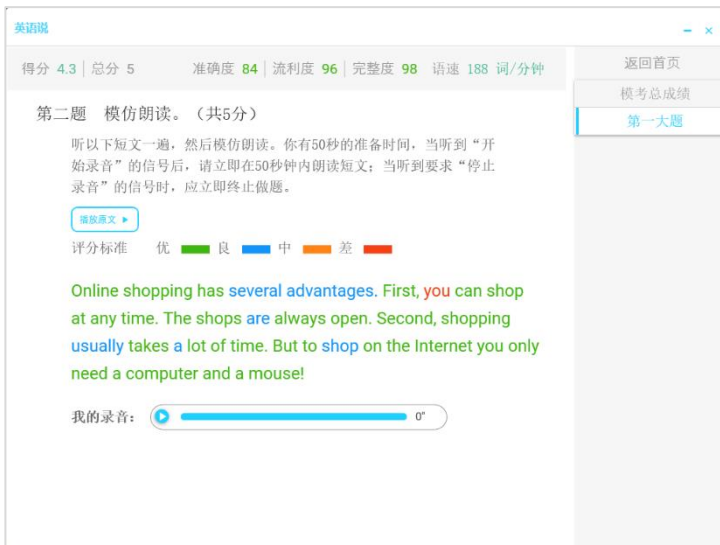 英语说
得分 4.3 | 总分 5 准确度 84 | 流利度 96 | 完整度 98 语速 188 词/分钟
返回首页
模考总成绩
第一大题
第二题 模仿朗读。（共5分）
听以下短文一遍，然后模仿朗读。你有50秒的准备时间，当听到“开
始录音”的信号后，请立即在50秒钟内朗读短文；当听到要求“停止
录音”的信号时，应立即终止做题。
播放原文
评分标准 优 良 中 差
Online shopping has several advantages. First, you can shop
at any time. The shops are always open. Second, shopping
usually takes a lot of time. But to shop on the Internet you only
need a computer and a mouse!
我的录音： 0"